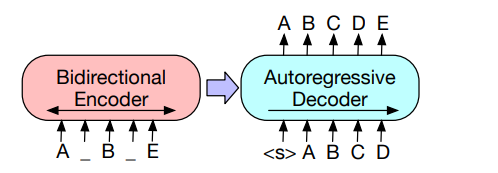 A B C D E
Bidirectional
Encoder
Autoregressive
Decoder
A _ B _ E
<s> A B C D